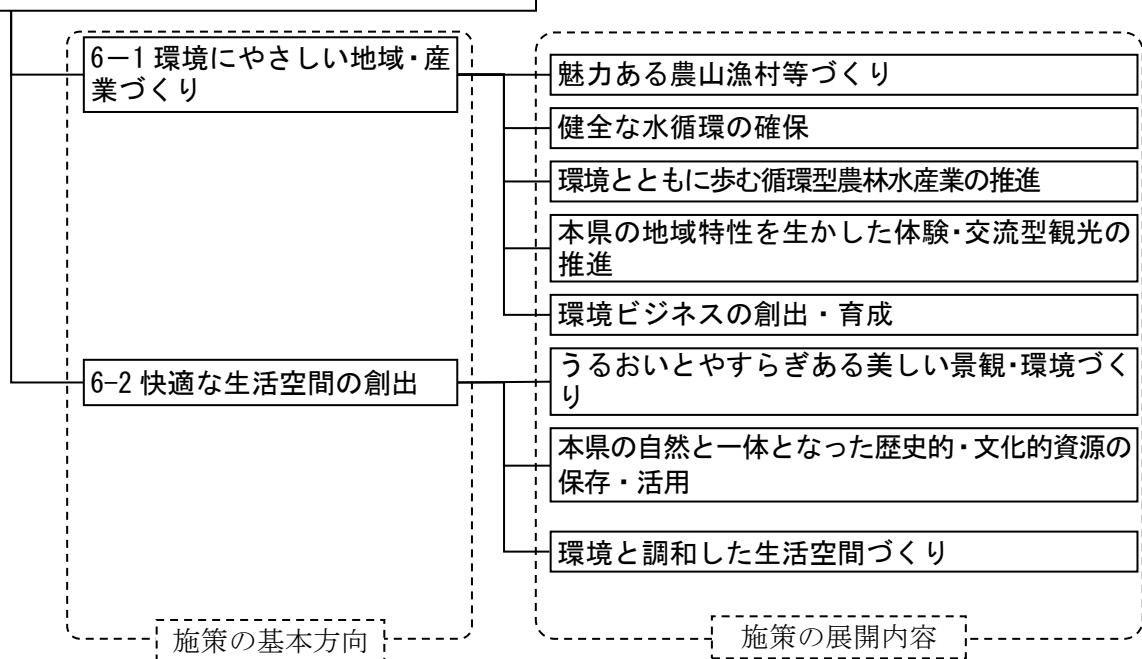 6－1 環境にやさしい地域・産
業づくり
魅力ある農山漁村等づくり
健全な水循環の確保
環境とともに歩む循環型農林水産業の推進
本県の地域特性を生かした体験・交流型観光の
推進
環境ビジネスの創出・育成
6-2 快適な生活空間の創出
うるおいとやすらぎある美しい景観・環境づく
り
本県の自然と一体となった歴史的・文化的資源の
保存・活用
環境と調和した生活空間づくり
施策の基本方向
施策の展開内容